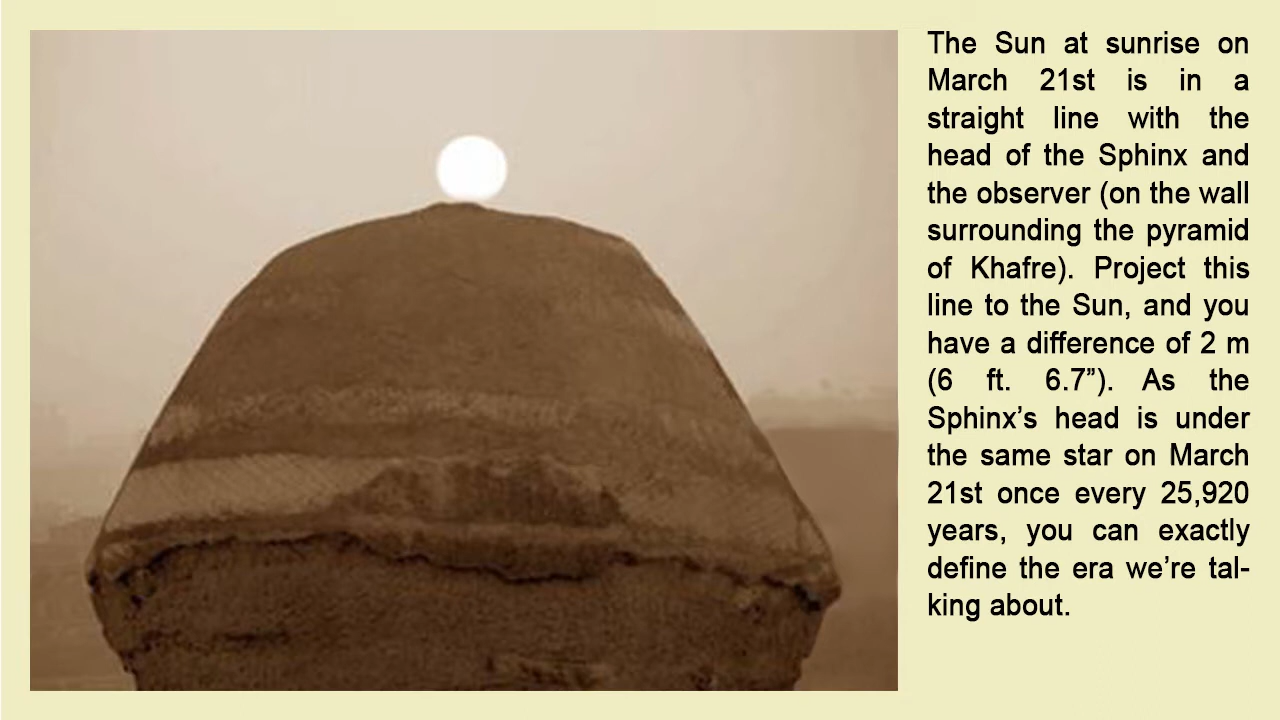 The Sun at sunrise on
March 21st is in a
straight line with the
head of the Sphinx and
the observer (on the wall
surrounding the pyramid
of Khafre). Project this
line to the Sun, and you
have a difference of 2 m
(6 ft. 6.7”). As the
Sphinx’s head is under
the same star on March
21st once every 25,920
years, you can exactly
define the era we’re tal-
king about.